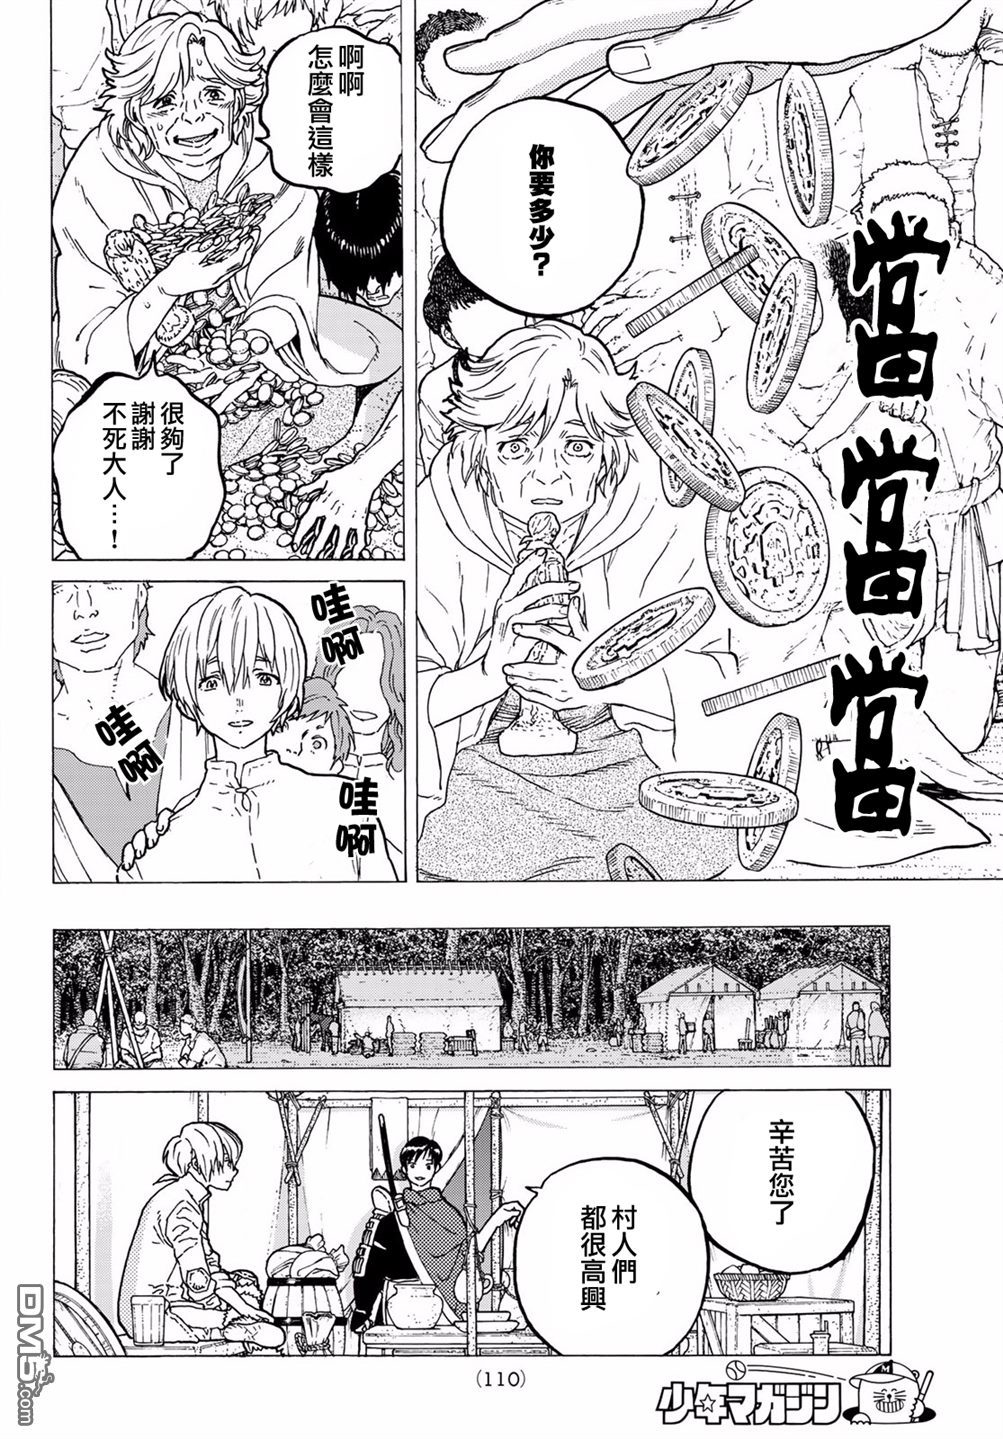 你要多少？
當
當
當
啊啊
怎麼會這樣
很夠了
謝謝
不死大人…！
哇啊
哇啊
哇啊
辛苦您了
村人們
都很高興
(110)
少年マガジン
DM5.com